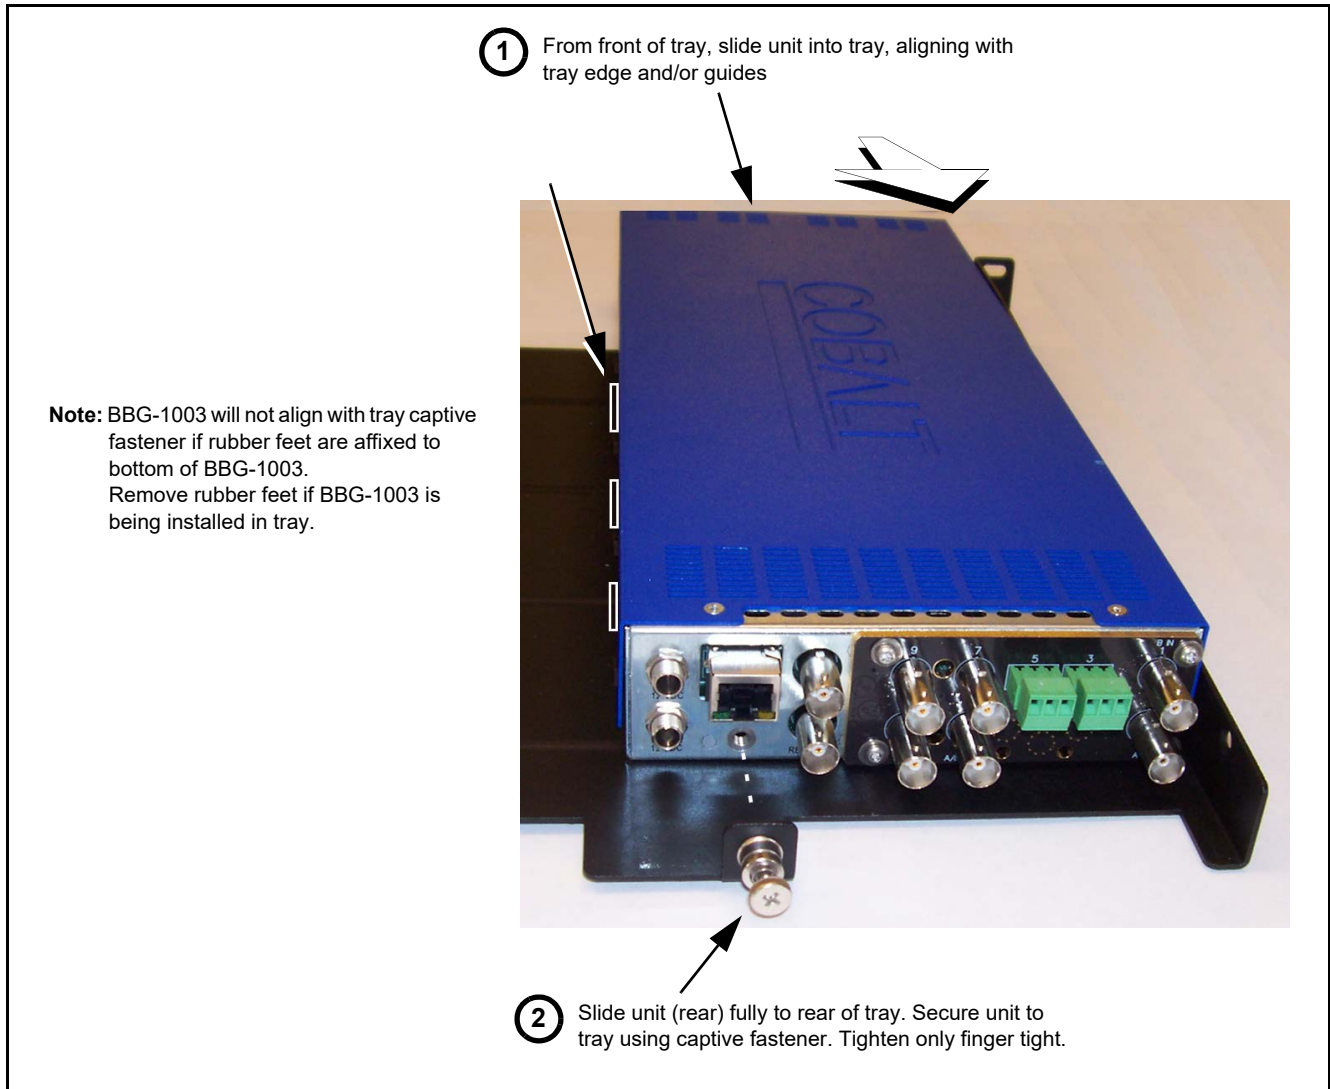 1
From front of tray, slide unit into tray, aligning with
tray edge and/or guides
Note: BBG-1003 will not align with tray captive
fastener if rubber feet are affixed to
bottom of BBG-1003.
Remove rubber feet if BBG-1003 is
being installed in tray.
COBALT
9
7
5
3
1
B IN
2
Slide unit (rear) fully to rear of tray. Secure unit to
tray using captive fastener. Tighten only finger tight.